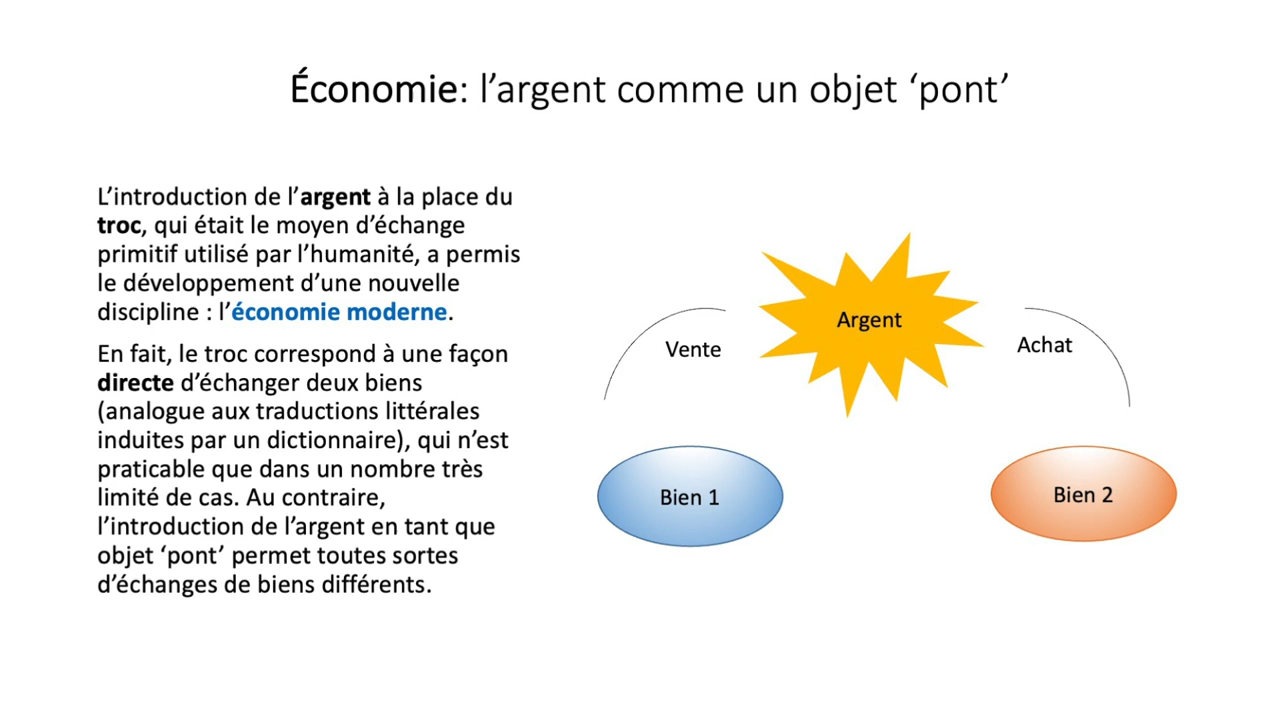 Économie: l’argent comme un objet ‘pont’
L’introduction de l’argent à la place du
troc, qui était le moyen d’échange
primitif utilisé par l’humanité, a permis
le développement d’une nouvelle
discipline : l’économie moderne.
En fait, le troc correspond à une façon
directe d’échanger deux biens
(analogue aux traductions littérales
induites par un dictionnaire), qui n’est
praticable que dans un nombre très
limité de cas. Au contraire,
l’introduction de l’argent en tant que
objet ‘pont’ permet toutes sortes
d’échanges de biens différents.
Argent
Vente
Achat
Bien 1
Bien 2